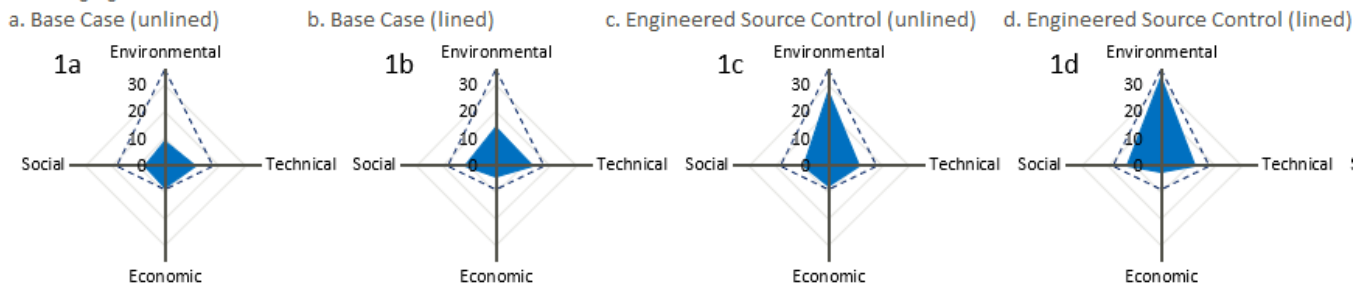 a. Base Case (unlined)
b. Base Case (lined)
c. Engineered Source Control (unlined)
d. Engineered Source Control (lined)
1a
Environmental
30
20
10
0
Social
Technical
Economic
1b
Environmental
30
20
10
0
Social
Technical
Economic
1c
Environmental
30
20
10
0
Social
Technical
Economic
1d
Environmental
30
20
10
0
Social
Technical
Economic